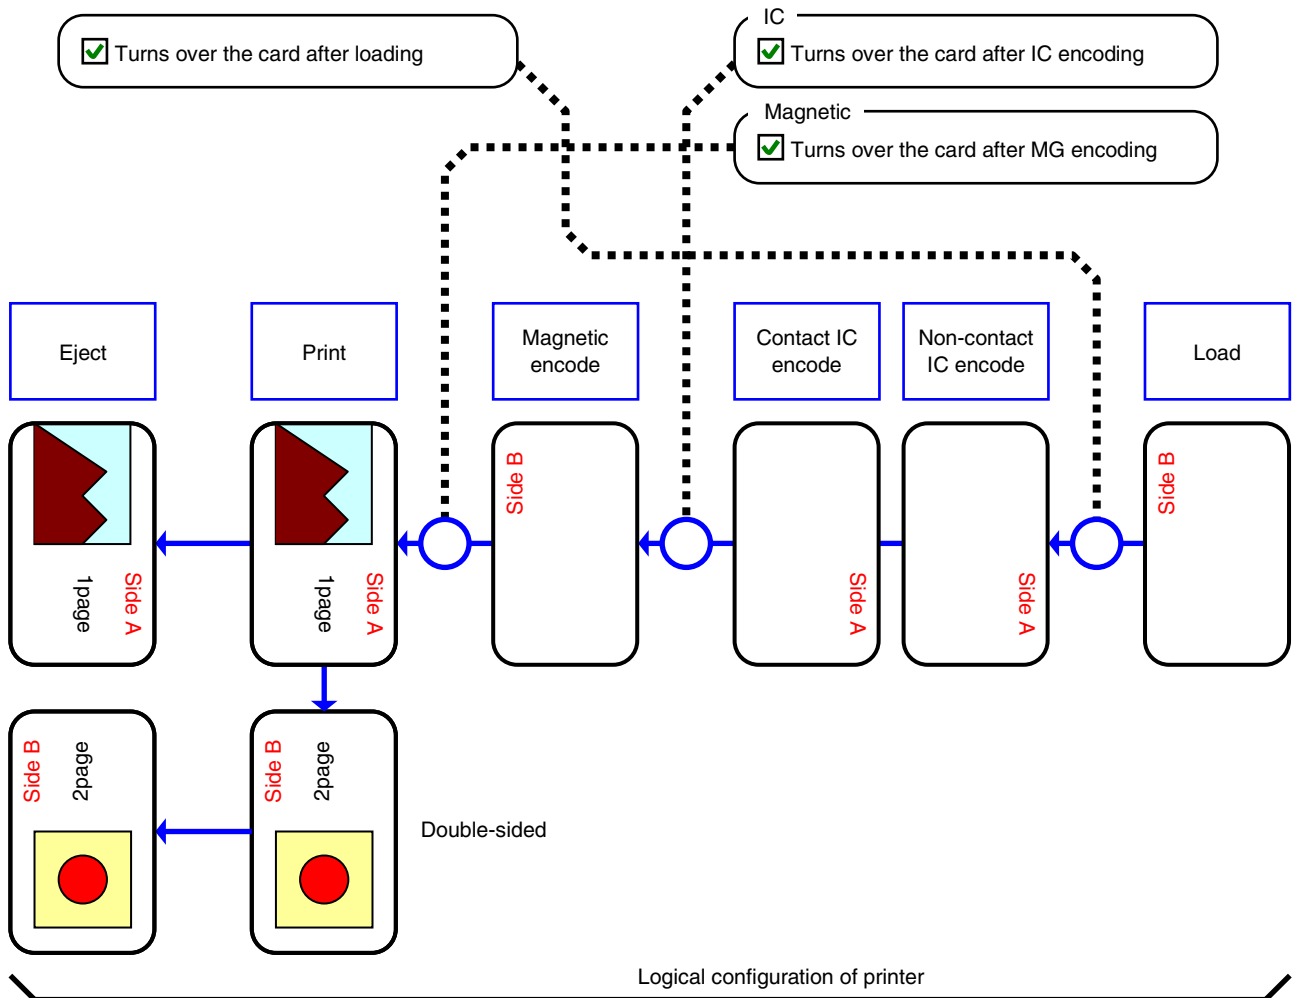 Turns over the card after loading
IC
Turns over the card after IC encoding
Magnetic
Turns over the card after MG encoding
Eject
Print
Magnetic
encode
Contact IC
encode
Non-contact
IC encode
Load
1page
Side A
1page
Side A
Side B
Side A
Side A
Side B
Side B
2page
Side B
2page
Double-sided
Logical configuration of printer